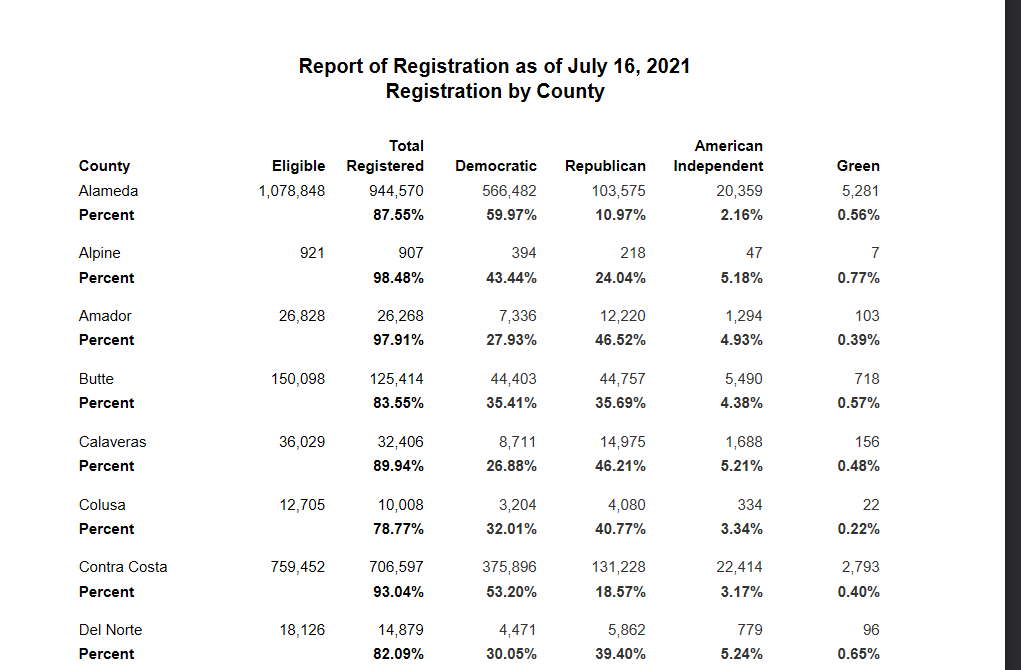 Report of Registration as of July 16, 2021
Registration by County
Total American
County Eligible Registered Democratic Republican Independent Green
Alameda 1,078,848 944,570 566,482 103,575 20,359 5,281
Percent 87.55% 59.97% 10.97% 2.16% 0.56%
Alpine 921 907 394 218 47 7
Percent 98.48% 43.44% 24.04% 5.18% 0.77%
Amador 26,828 26,268 7,336 12,220 1,294 103
Percent 97.91% 27.93% 46.52% 4.93% 0.39%
Butte 150,098 125,414 44,403 44,757 5,490 718
Percent 83.55% 35.41% 35.69% 4.38% 0.57%
Calaveras 36,029 32,406 8,711 14,975 1,688 156
Percent 89.94% 26.88% 46.21% 5.21% 0.48%
Colusa 12,705 10,008 3,204 4,080 334 22
Percent 78.77% 32.01% 40.77% 3.34% 0.22%
Contra Costa 759,452 706,597 375,896 131,228 22,414 2,793
Percent 93.04% 53.20% 18.57% 3.17% 0.40%
Del Norte 18,126 14,879 4,471 5,862 779 96
Percent 82.09% 30.05% 39.40% 5.24% 0.65%